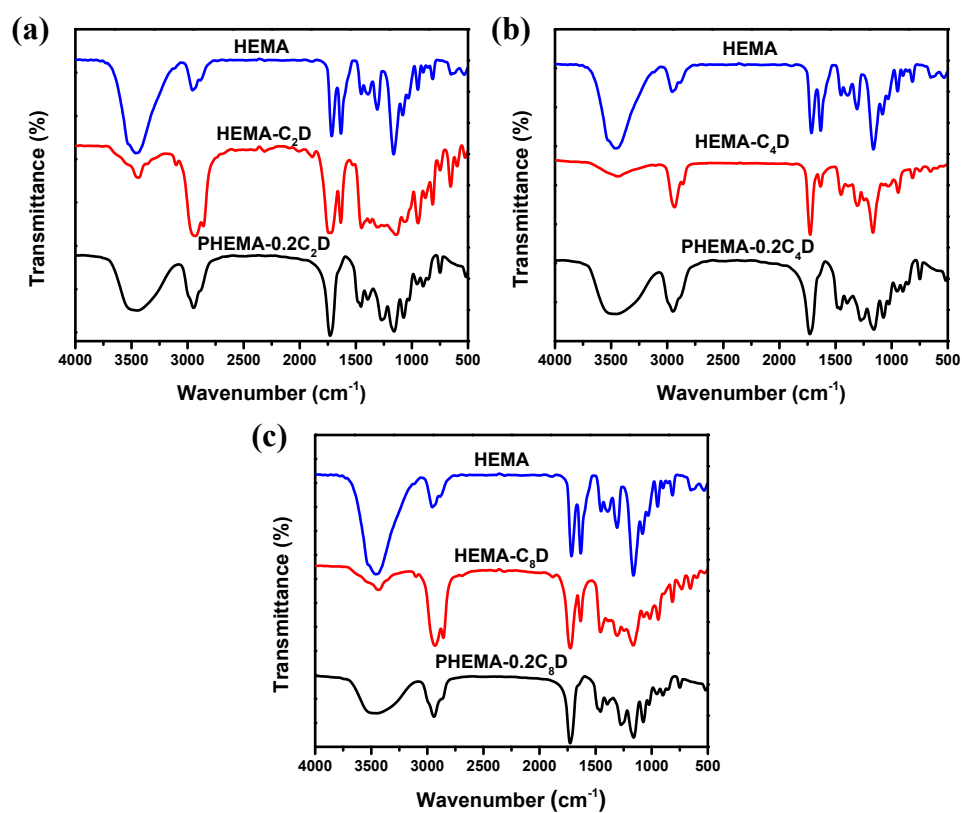 (a)
HEMA
HEMA-C₂D
PHEMA-0.2C₂D
Transmittance (%)
4000 3500 3000 2500 2000 1500 1000 500
Wavenumber (cm⁻¹)
(b)
HEMA
HEMA-C₄D
PHEMA-0.2C₄D
Transmittance (%)
4000 3500 3000 2500 2000 1500 1000 500
Wavenumber (cm⁻¹)
(c)
HEMA
HEMA-C₈D
PHEMA-0.2C₈D
Transmittance (%)
4000 3500 3000 2500 2000 1500 1000 500
Wavenumber (cm⁻¹)